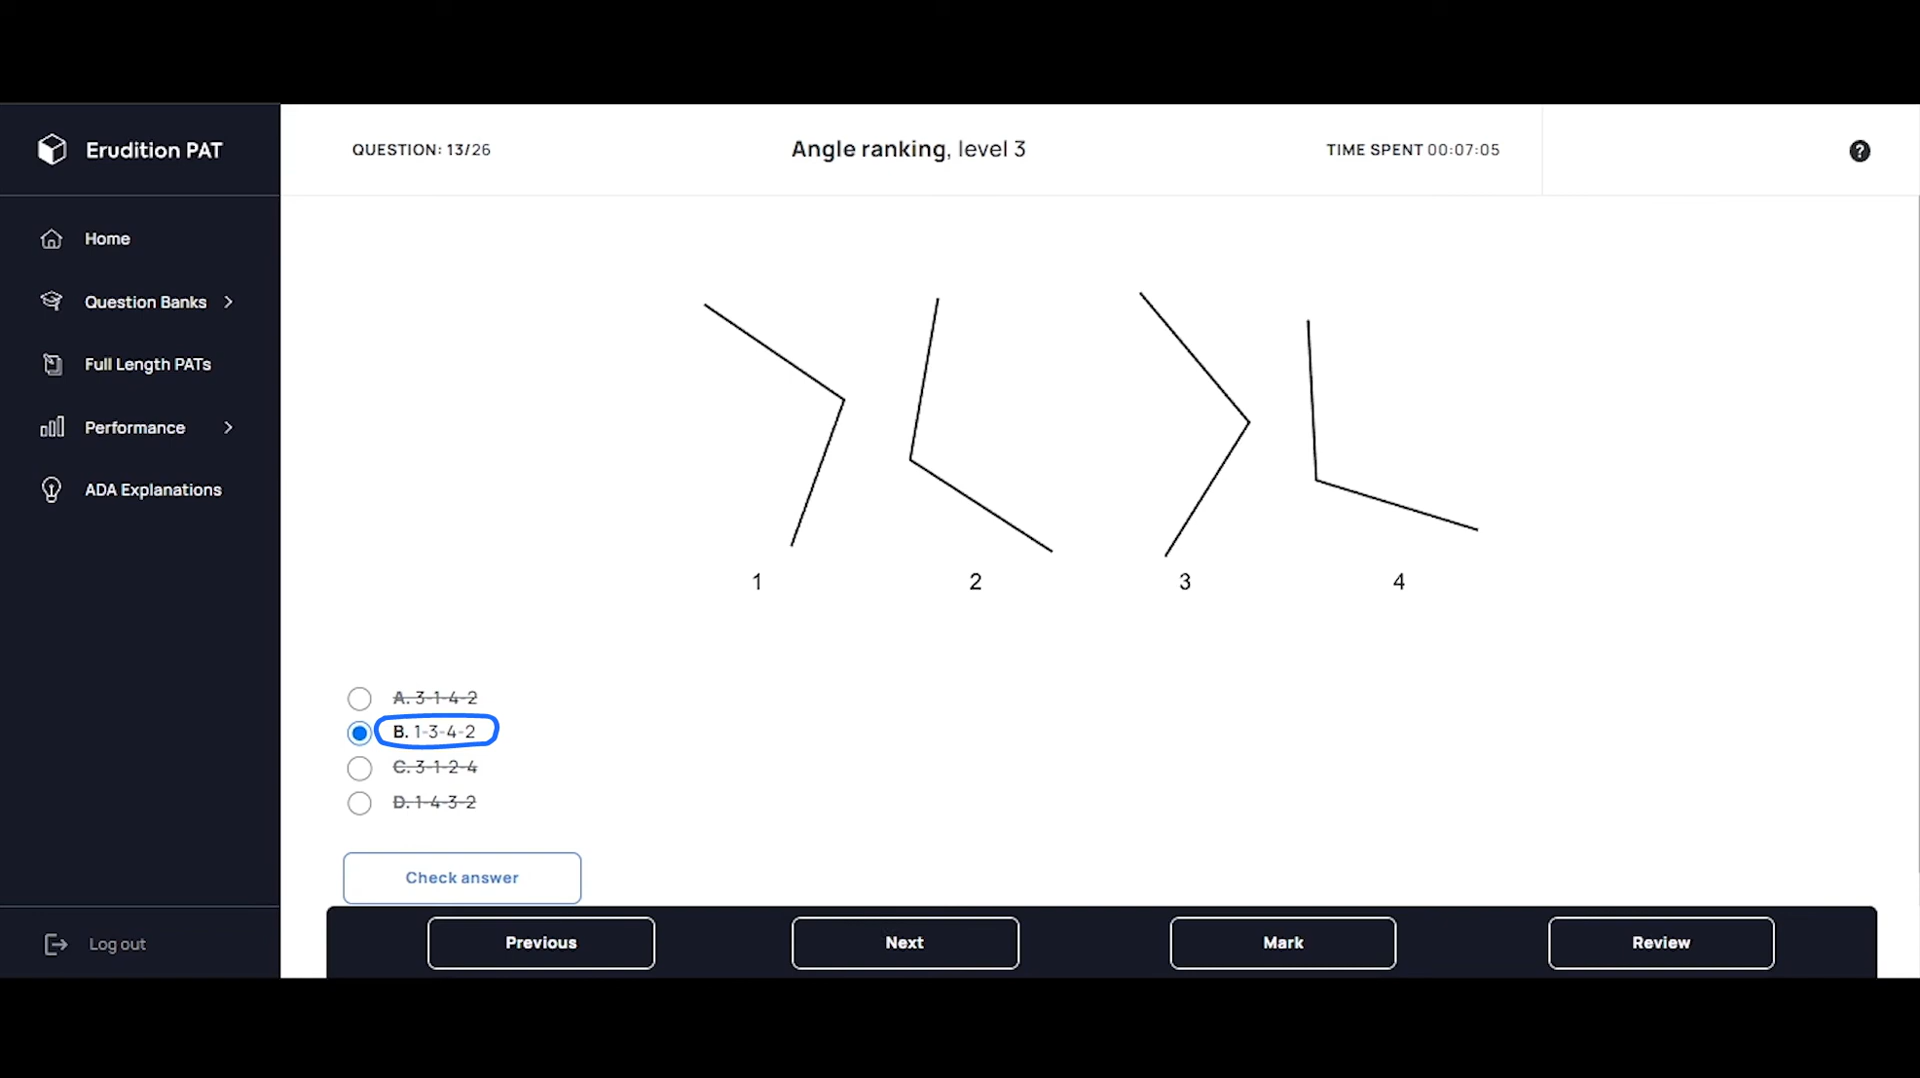 Erudition PAT
QUESTION: 13/26
Angle ranking, level 3
TIME SPENT 00:07:05
?
Home
Question Banks
Full Length PATs
Performance
ADA Explanations
1
2
3
4
A. 3-1-4-2
B. 1-3-4-2
C. 3-1-2-4
D. 1-4-3-2
Check answer
Log out
Previous
Next
Mark
Review